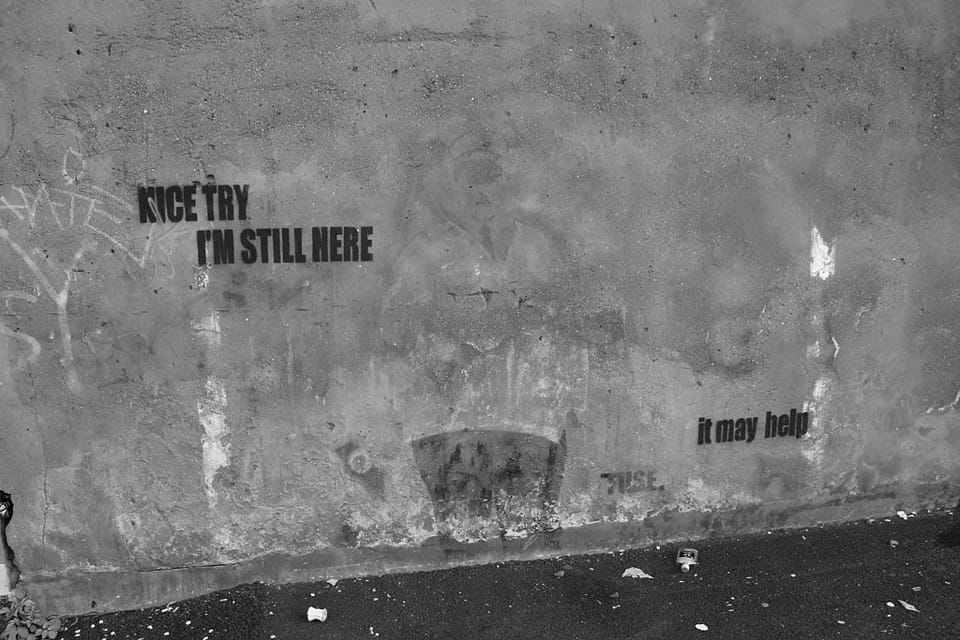 NICE TRY
I'M STILL HERE
it may help